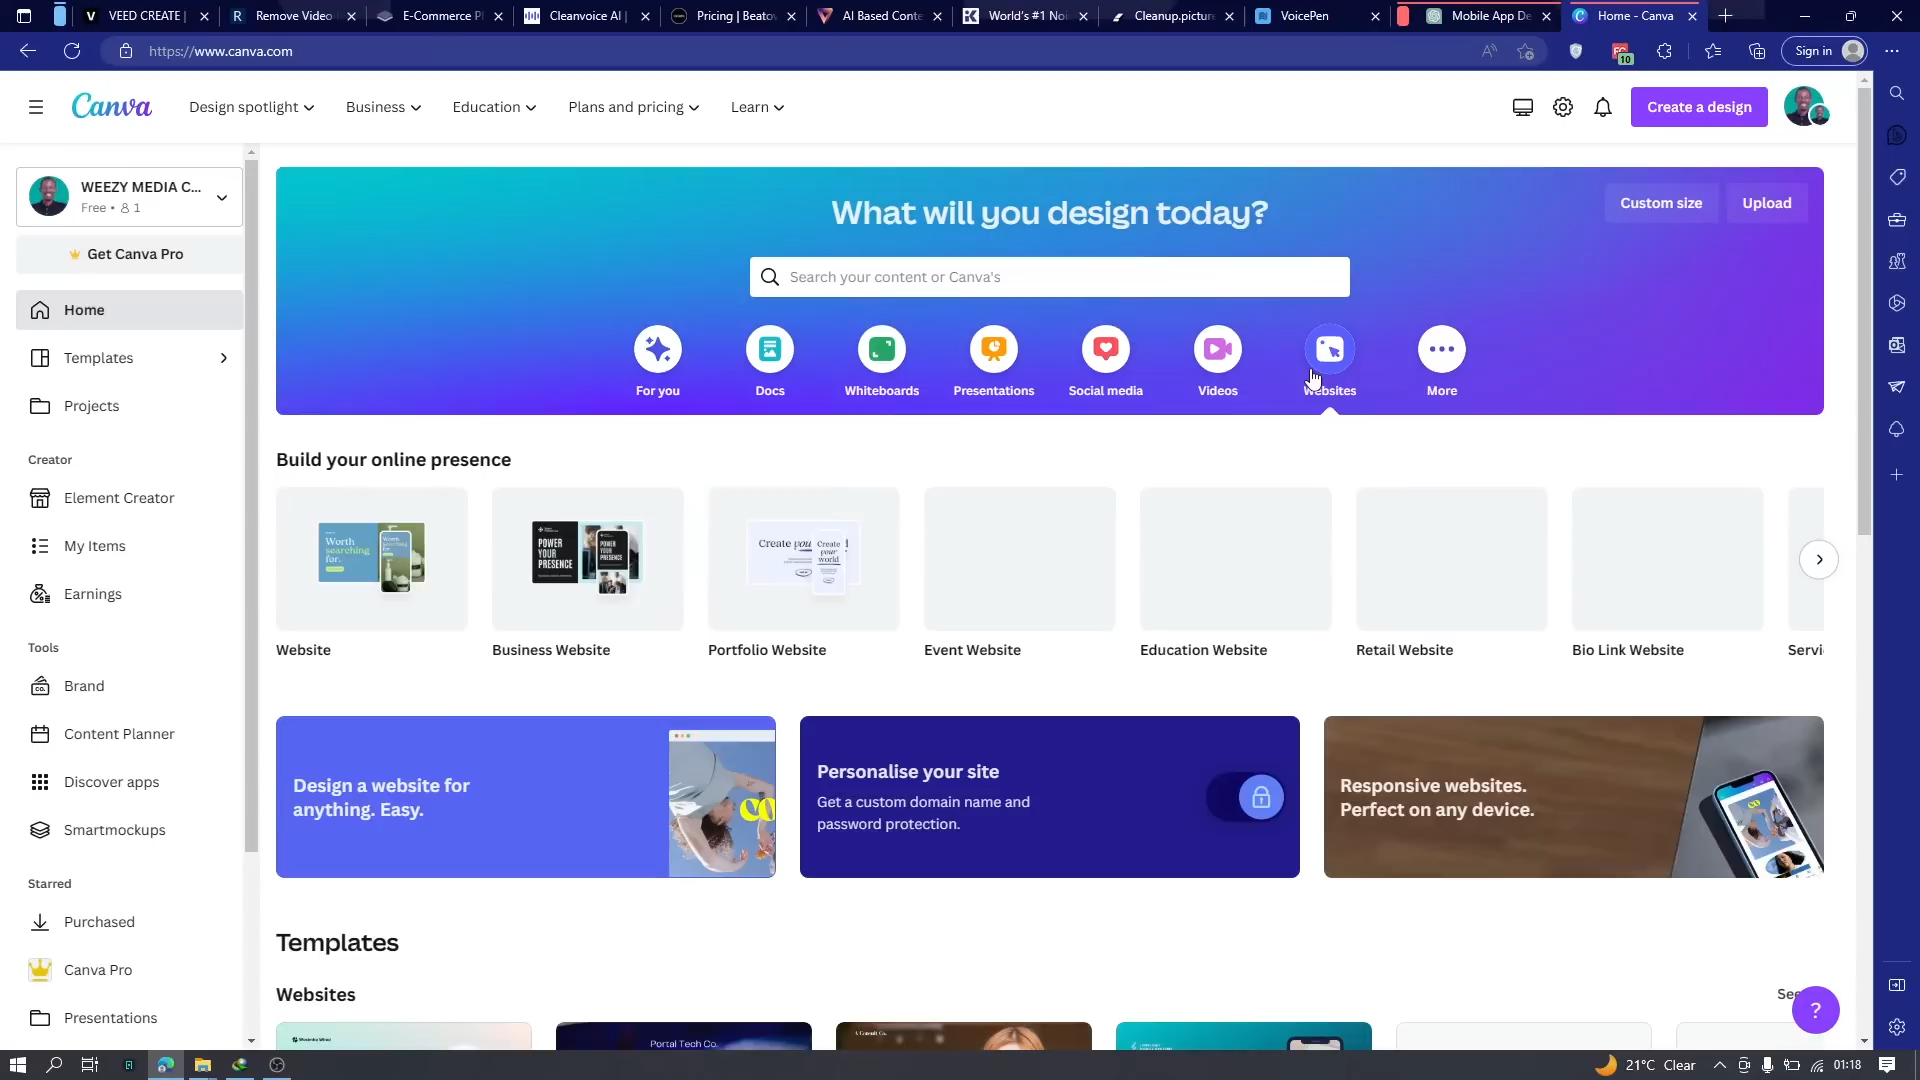 VEED CREATE |
Remove Video
E-Commerce P
Cleanvoice AI |
Pricing | Beatov
AI Based Conte
World's #1 Noi
Cleanup.picture
VoicePen
Mobile App De
Home - Canva
https://www.canva.com
10
Sign in
Canva
Design spotlight
Business
Education
Plans and pricing
Learn
Create a design
WEEZY MEDIA C...
Free • 1
Get Canva Pro
Home
Templates
Projects
Creator
Element Creator
My Items
Earnings
Tools
Brand
Content Planner
Discover apps
Smartmockups
Starred
Purchased
Canva Pro
Presentations
What will you design today?
Custom size
Upload
Search your content or Canva's
For you
Docs
Whiteboards
Presentations
Social media
Videos
Websites
More
Build your online presence
Worth
searching
for.
POWER
YOUR
PRESENCE
Create you
Create
your
world
Website
Business Website
Portfolio Website
Event Website
Education Website
Retail Website
Bio Link Website
Servi
Design a website for
anything. Easy.
Personalise your site
Get a custom domain name and
password protection.
Responsive websites.
Perfect on any device.
Templates
Websites
See
?
Portal Tech Co.
21°C Clear
01:18